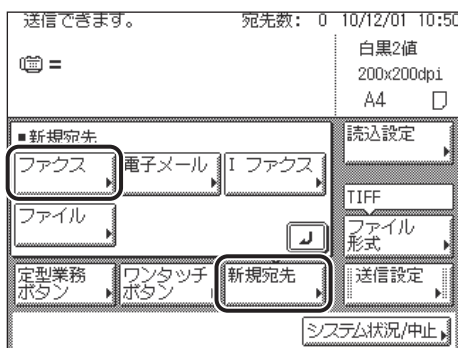 送信できます。 宛先数: 0 10/12/01 10:50
白黒2値
=
200x200dpi
A4
■新規宛先
読込設定
ファクス 電子メール I ファクス
TIFF
ファイル
ファイル
形式
定型業務
ボタン
ワンタッチ
ボタン
新規宛先
送信設定
システム状況/中止